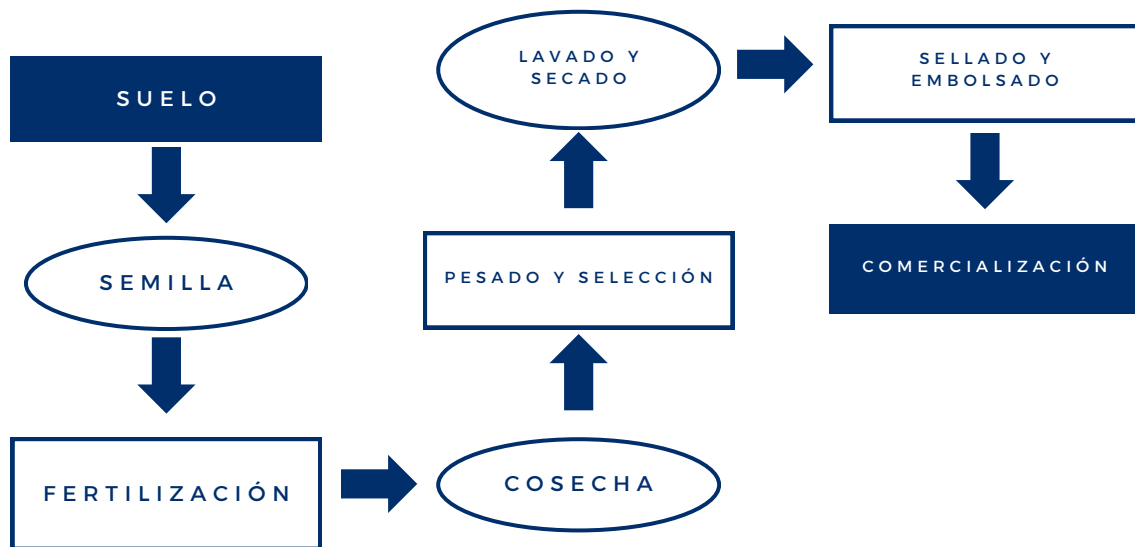 SUELO
SEMILLA
FERTILIZACIÓN
COSECHA
PESADO Y SELECCIÓN
LAVADO Y
SECADO
SELLADO Y
EMBOLSADO
COMERCIALIZACIÓN